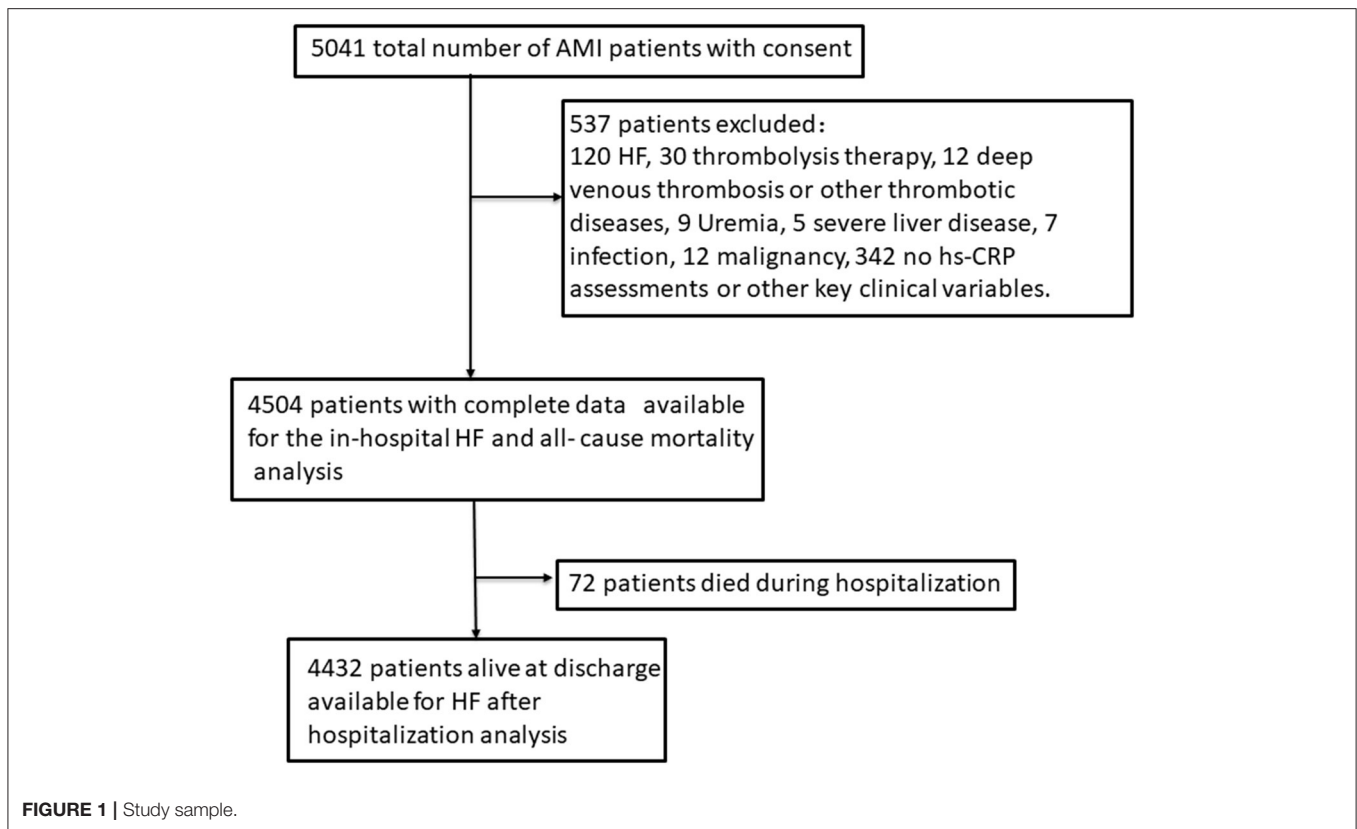 5041 total number of AMI patients with consent
537 patients excluded：
120 HF, 30 thrombolysis therapy, 12 deep
venous thrombosis or other thrombotic
diseases, 9 Uremia, 5 severe liver disease, 7
infection, 12 malignancy, 342 no hs-CRP
assessments or other key clinical variables.
4504 patients with complete data available
for the in-hospital HF and all- cause mortality
analysis
72 patients died during hospitalization
4432 patients alive at discharge
available for HF after
hospitalization analysis
FIGURE 1 | Study sample.